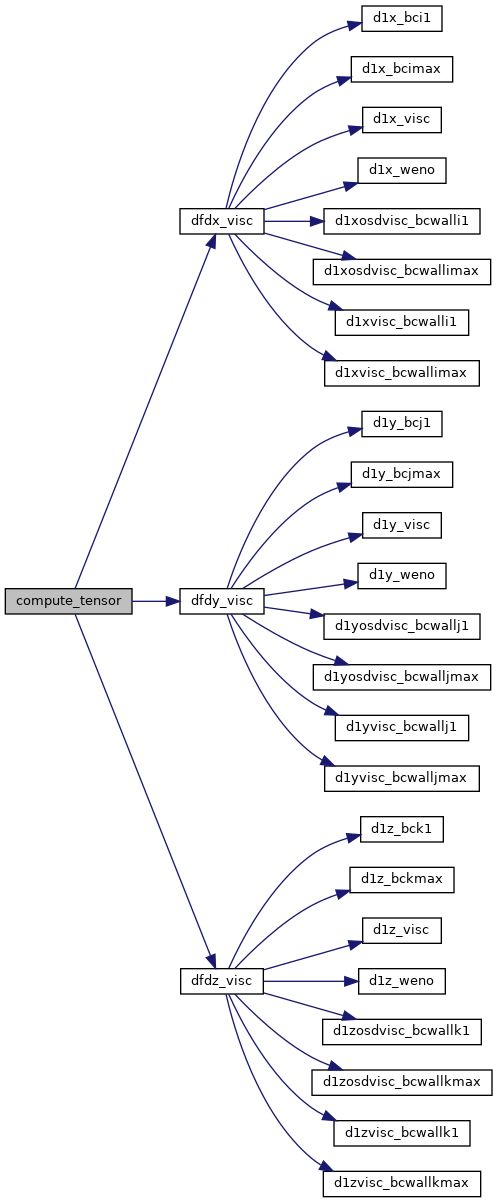 d1x_bci1
d1x_bcimax
d1x_visc
d1x_weno
dfdx_visc
d1xosdvisc_bcwalli1
d1xosdvisc_bcwallimax
d1xvisc_bcwalli1
d1xvisc_bcwallimax
d1y_bcj1
d1y_bcjmax
d1y_visc
d1y_weno
compute_tensor
dfdy_visc
d1yosdvisc_bcwallj1
d1yosdvisc_bcwalljmax
d1yvisc_bcwallj1
d1yvisc_bcwalljmax
d1z_bck1
d1z_bckmax
d1z_visc
d1z_weno
dfdz_visc
d1zosdvisc_bcwallk1
d1zosdvisc_bcwallkmax
d1zvisc_bcwallk1
d1zvisc_bcwallkmax